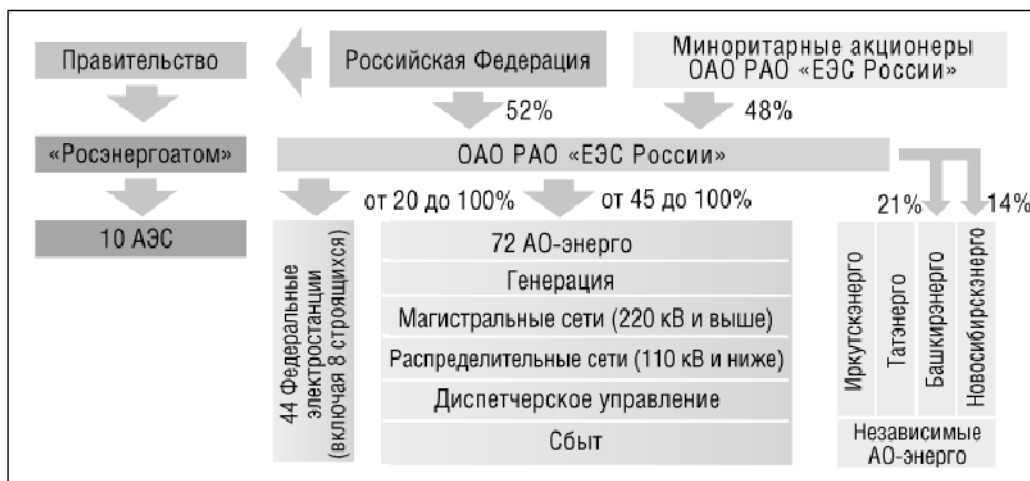 Правительство
Российская Федерация
Миноритарные акционеры
ОАО РАО «ЕЭС России»
52%
48%
«Росэнергоатом»
ОАО РАО «ЕЭС России»
от 20 до 100%
от 45 до 100%
21%
14%
10 АЭС
44 Федеральные
электростанции
(включая 8 строящихся)
72 АО-энерго
Генерация
Магистральные сети (220 кВ и выше)
Распределительные сети (110 кВ и ниже)
Диспетчерское управление
Сбыт
Иркутскэнерго
Татэнерго
Башкирэнерго
Новосибирскэнерго
Независимые
АО-энерго